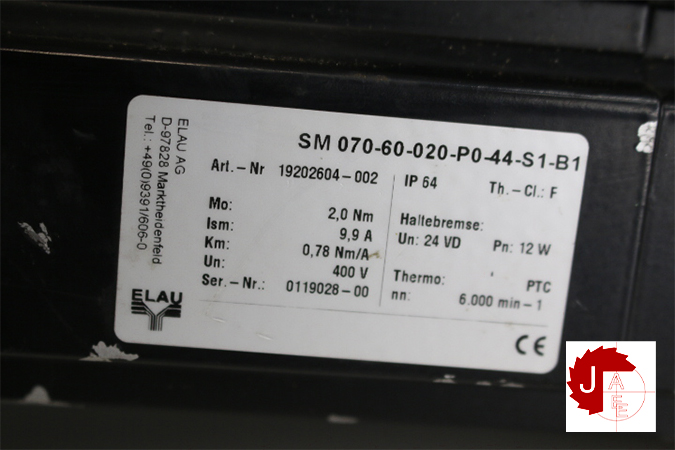 ELAU AG
D-97828 Marktheidenfeld
Tel.: +49(0)9391/606-0
SM 070-60-020-P0-44-S1-B1
Art.-Nr 19202604-002
Mo: 2,0 Nm
Ism: 9,9 A
Km: 0,78 Nm/A
Un: 400 V
Ser.-Nr.: 0119028-00
IP 64 Th.-Cl.: F
Haltebremse:
Un: 24 VD Pn: 12 W
Thermo: PTC
nn: 6.000 min-1
ELAU
CE
J